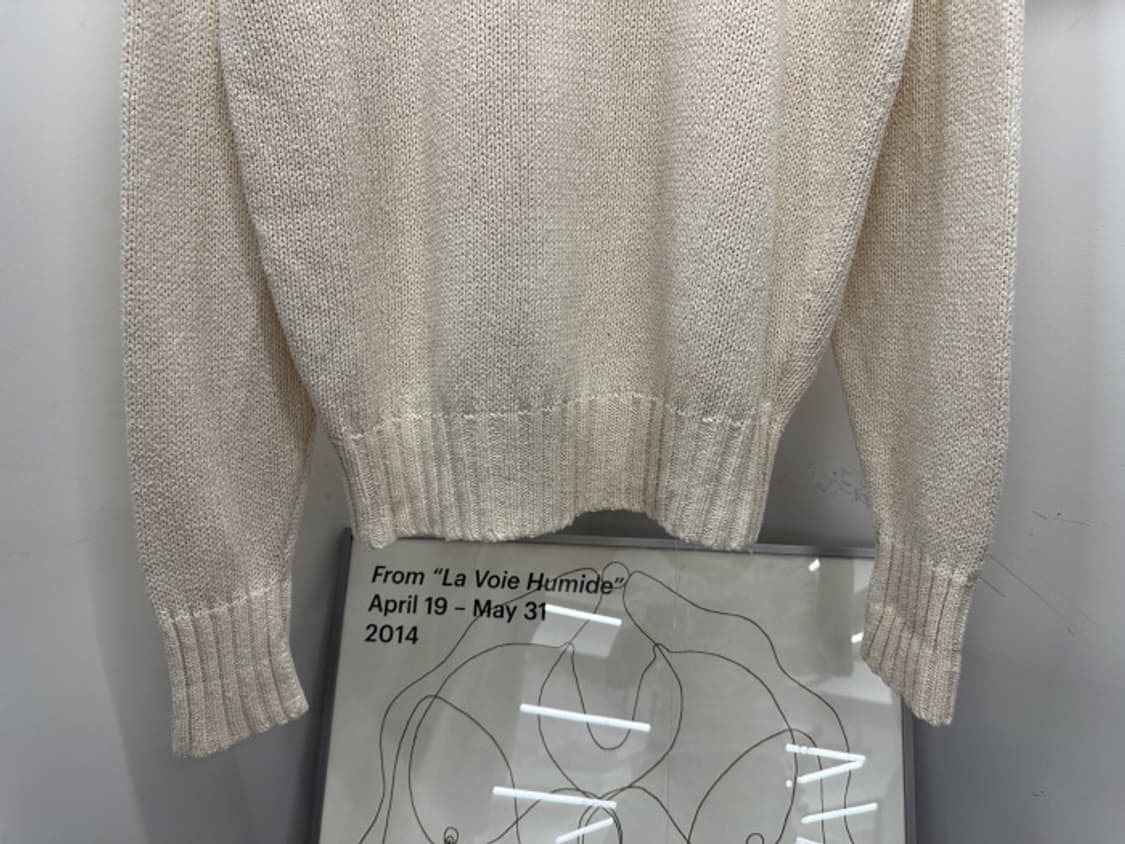 From “La Voie Humide”
April 19 – May 31
2014